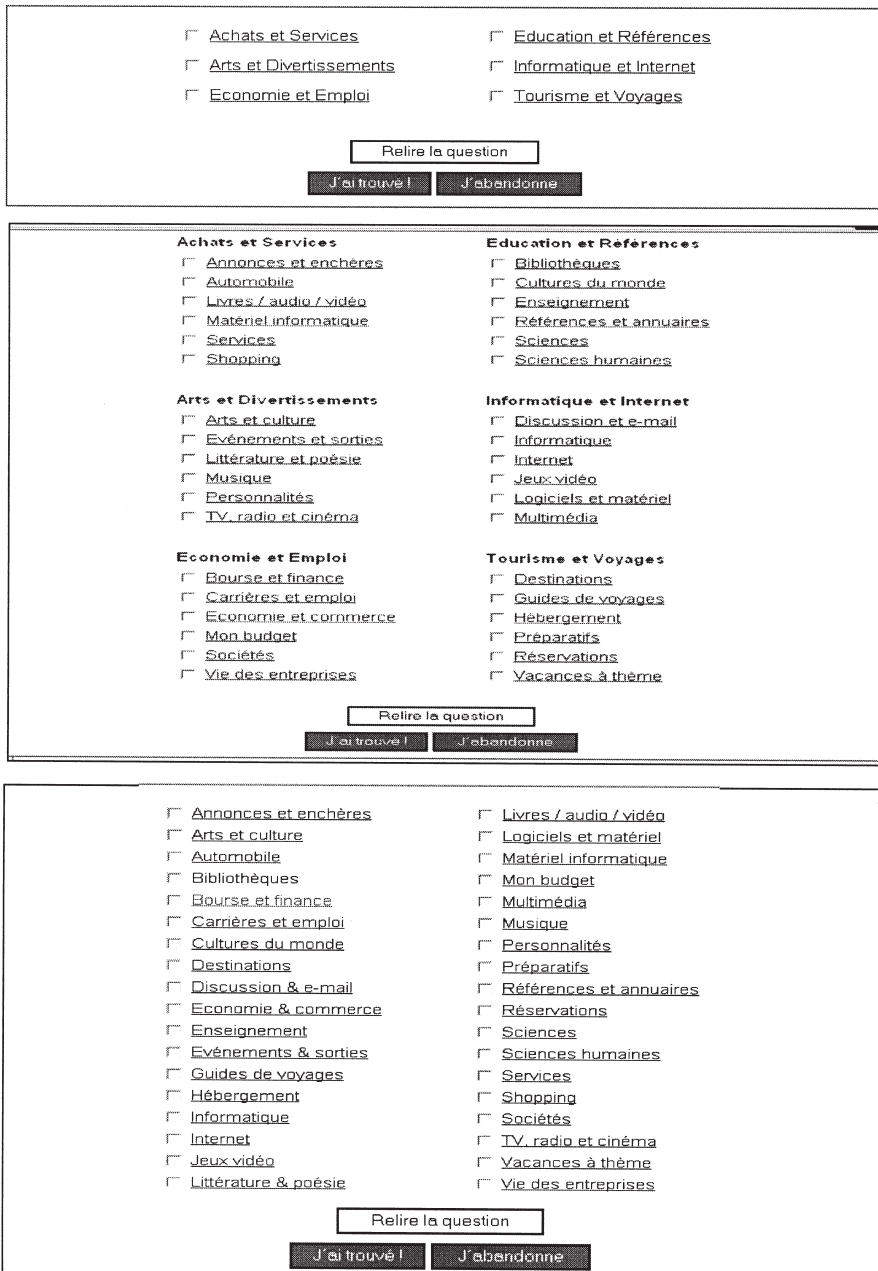 Achats et Services
Arts et Divertissements
Economie et Emploi
Education et Références
Informatique et Internet
Tourisme et Voyages
Relire la question
J'ai trouvé ! J'abandonne
Achats et Services
Annonces et enchères
Automobile
Livres / audio / vidéo
Matériel informatique
Services
Shopping
Education et Références
Bibliothèques
Cultures du monde
Enseignement
Références et annuaires
Sciences
Sciences humaines
Arts et Divertissements
Arts et culture
Evénements et sorties
Littérature et poésie
Musique
Personnalités
TV, radio et cinéma
Informatique et Internet
Discussion et e-mail
Informatique
Internet
Jeux vidéo
Logiciels et matériel
Multimédia
Economie et Emploi
Bourse et finance
Carrières et emploi
Economie et commerce
Mon budget
Sociétés
Vie des entreprises
Tourisme et Voyages
Destinations
Guides de voyages
Hébergement
Préparatifs
Réservations
Vacances à thème
Relire la question
J'ai trouvé ! J'abandonne
Annonces et enchères
Arts et culture
Automobile
Bibliothèques
Bourse et finance
Carrières et emploi
Cultures du monde
Destinations
Discussion & e-mail
Economie & commerce
Enseignement
Evénements & sorties
Guides de voyages
Hébergement
Informatique
Internet
Jeux vidéo
Littérature & poésie
Livres / audio / vidéo
Logiciels et matériel
Matériel informatique
Mon budget
Multimédia
Musique
Personnalités
Préparatifs
Références et annuaires
Réservations
Sciences
Sciences humaines
Services
Shopping
Sociétés
TV, radio et cinéma
Vacances à thème
Vie des entreprises
Relire la question
J'ai trouvé ! J'abandonne